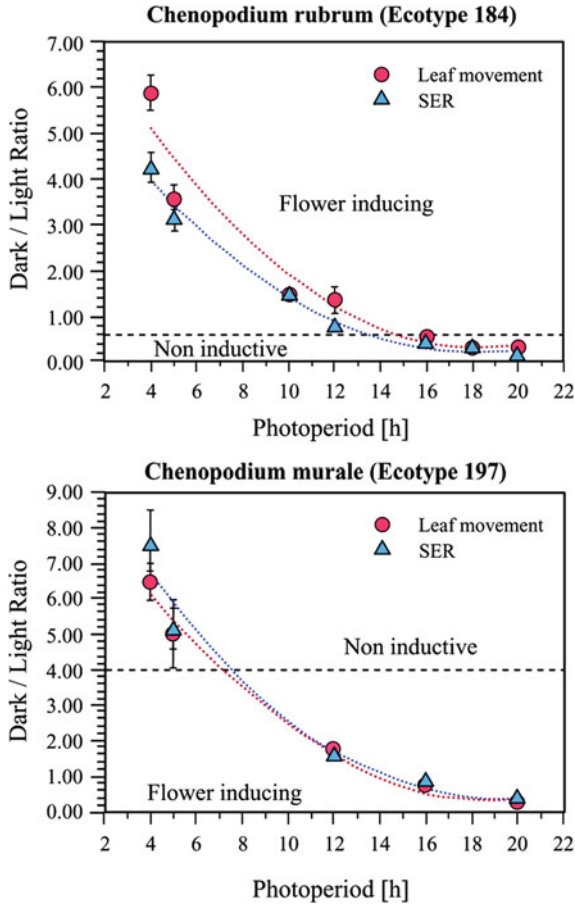 Chenopodium rubrum (Ecotype 184)
7.00
6.00
5.00
4.00
3.00
2.00
1.00
0.00
Dark / Light Ratio
Leaf movement
SER
Flower inducing
Non inductive
2 4 6 8 10 12 14 16 18 20 22
Photoperiod [h]
Chenopodium murale (Ecotype 197)
9.00
8.00
7.00
6.00
5.00
4.00
3.00
2.00
1.00
0.00
Dark / Light Ratio
Leaf movement
SER
Non inductive
Flower inducing
2 4 6 8 10 12 14 16 18 20 22
Photoperiod [h]